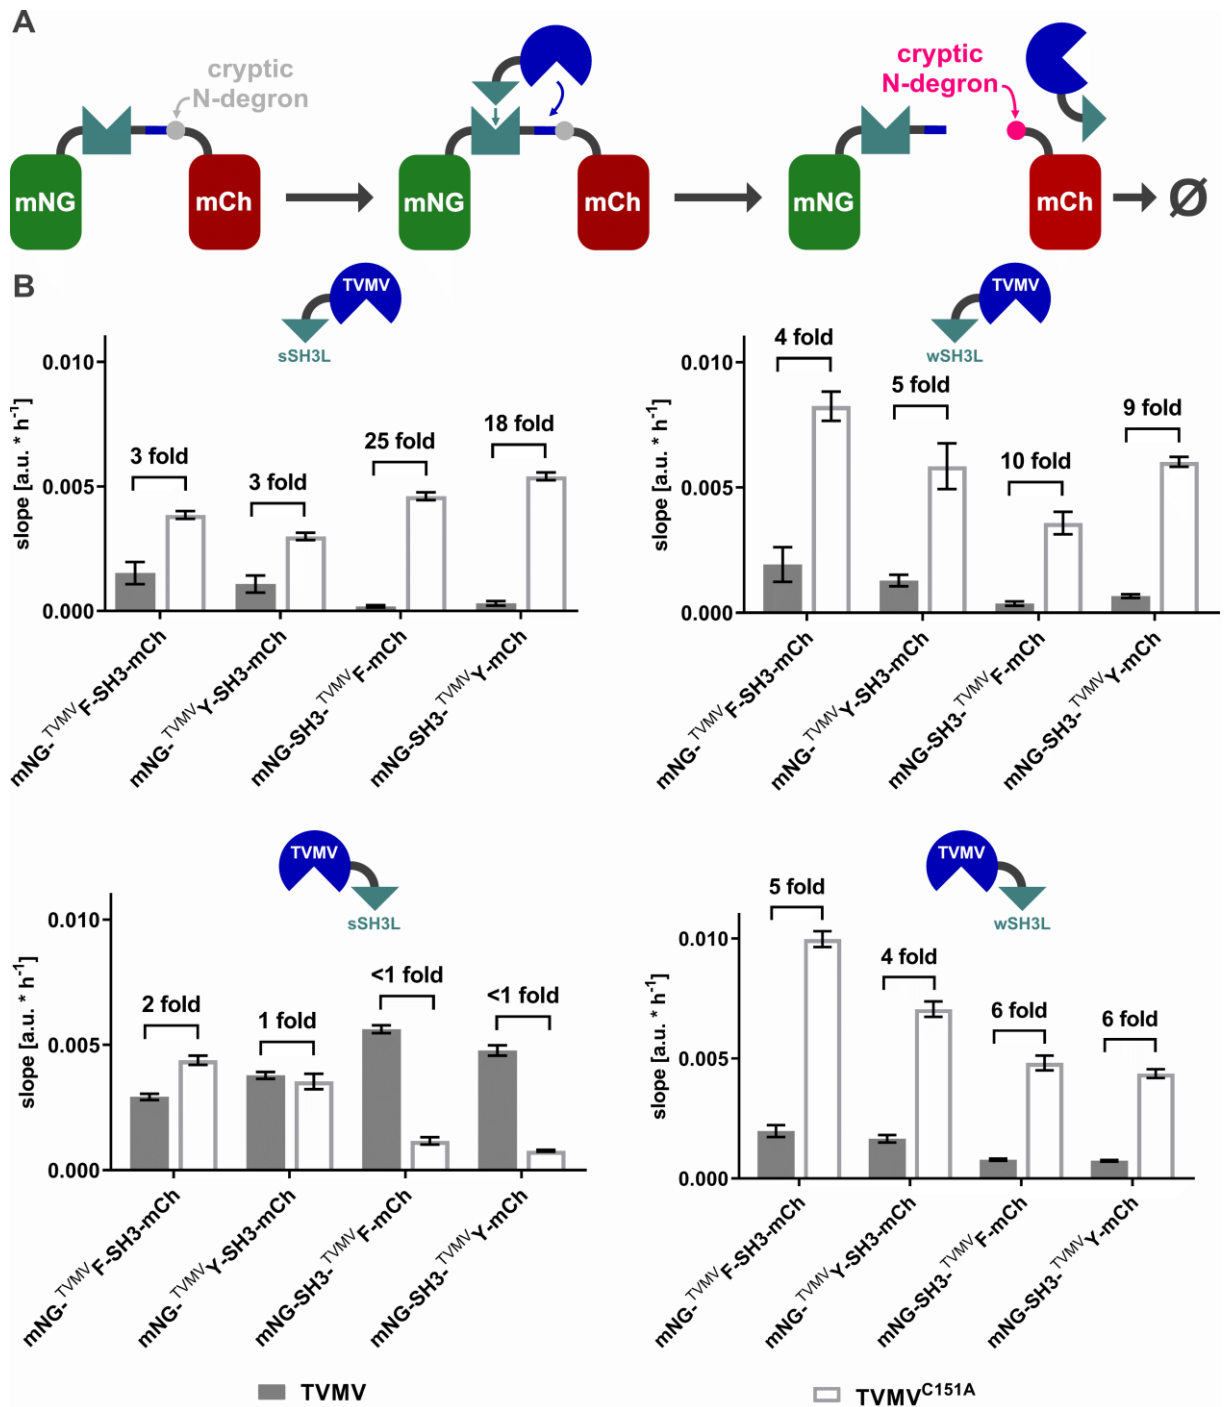 A
cryptic
N-degron
mNG
mCh
mNG
mCh
cryptic
N-degron
mNG
mCh
Ø
B
TVMV
sSH3L
slope [a.u. * h⁻¹]
0.010
0.005
0.000
3 fold
3 fold
25 fold
18 fold
mNG-ᵀⱽᴹⱽF-SH3-mCh
mNG-ᵀⱽᴹⱽY-SH3-mCh
mNG-SH3-ᵀⱽᴹⱽF-mCh
mNG-SH3-ᵀⱽᴹⱽY-mCh
TVMV
wSH3L
slope [a.u. * h⁻¹]
0.010
0.005
0.000
4 fold
5 fold
10 fold
9 fold
mNG-ᵀⱽᴹⱽF-SH3-mCh
mNG-ᵀⱽᴹⱽY-SH3-mCh
mNG-SH3-ᵀⱽᴹⱽF-mCh
mNG-SH3-ᵀⱽᴹⱽY-mCh
TVMV
sSH3L
slope [a.u. * h⁻¹]
0.010
0.005
0.000
2 fold
1 fold
<1 fold
<1 fold
mNG-ᵀⱽᴹⱽF-SH3-mCh
mNG-ᵀⱽᴹⱽY-SH3-mCh
mNG-SH3-ᵀⱽᴹⱽF-mCh
mNG-SH3-ᵀⱽᴹⱽY-mCh
TVMV
wSH3L
slope [a.u. * h⁻¹]
0.010
0.005
0.000
5 fold
4 fold
6 fold
6 fold
mNG-ᵀⱽᴹⱽF-SH3-mCh
mNG-ᵀⱽᴹⱽY-SH3-mCh
mNG-SH3-ᵀⱽᴹⱽF-mCh
mNG-SH3-ᵀⱽᴹⱽY-mCh
TVMV
TVMV^C151A